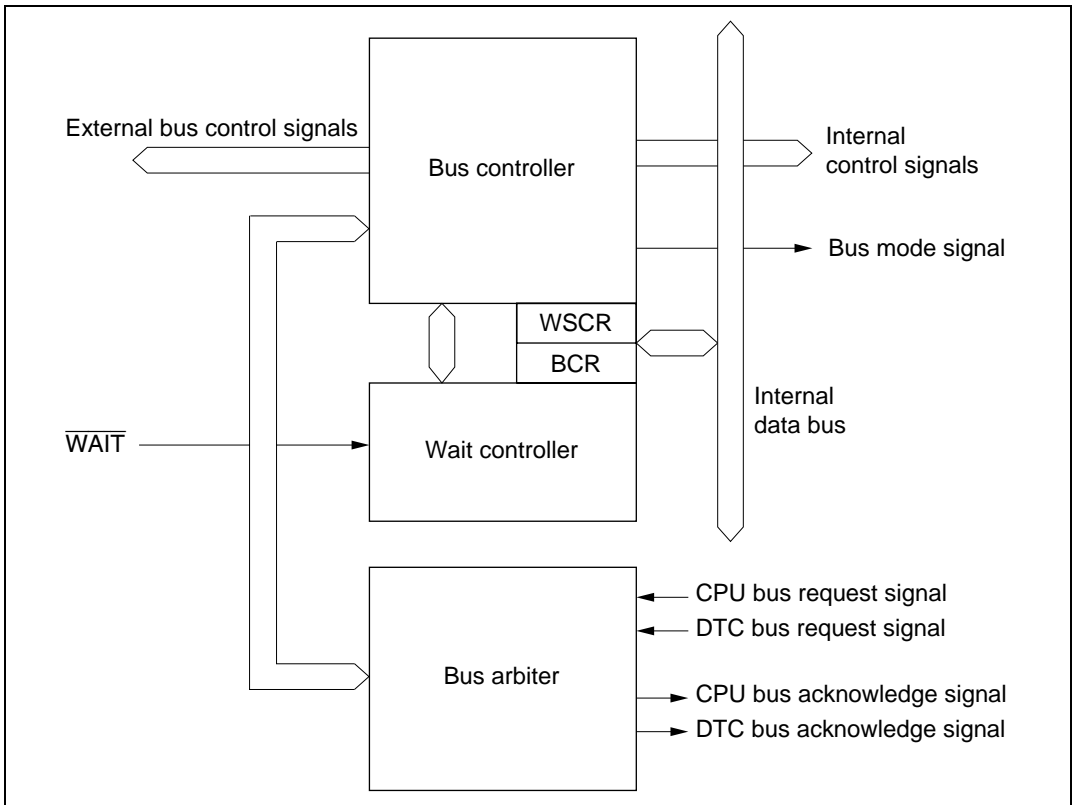 External bus control signals
Bus controller
Internal
control signals
Bus mode signal
WSCR
BCR
Internal
data bus
WAIT
Wait controller
CPU bus request signal
DTC bus request signal
Bus arbiter
CPU bus acknowledge signal
DTC bus acknowledge signal